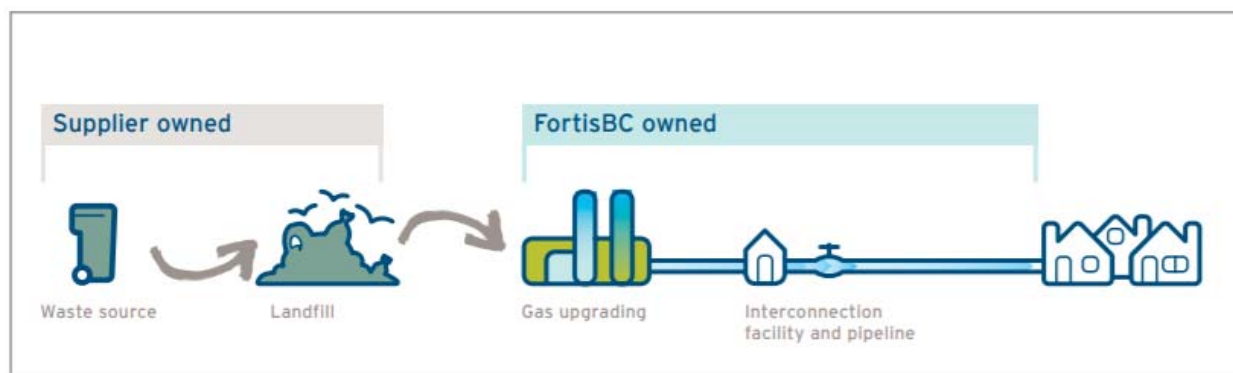 Supplier owned
FortisBC owned
Waste source
Landfill
Gas upgrading
Interconnection
facility and pipeline